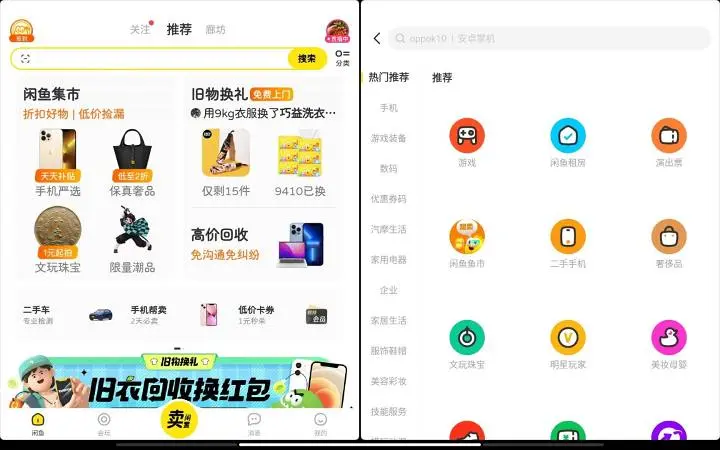 签到
关注
推荐
廊坊
直播中
搜索
分类
闲鱼集市
折扣好物 | 低价捡漏
天天补贴
手机严选
低至2折
保真奢品
1元起拍
文玩珠宝
限量潮品
旧物换礼 免费上门
用9kg衣服换了巧益洗衣…
仅剩15件
9410已换
高价回收
免沟通免纠纷
二手车
专业检测
手机帮卖
2天必卖
低价卡券
1元秒杀
会员
旧物换礼
旧衣回收换红包
闲鱼
会玩
卖闲置
消息
我的
oppok10 | 安卓掌机
热门推荐
手机
游戏装备
数码
优惠券码
汽摩生活
家用电器
企业
家居生活
服饰鞋帽
美容彩妆
技能服务
推荐
游戏
闲鱼租房
演出票
闲鱼鱼市
二手手机
奢侈品
文玩珠宝
明星玩家
美妆母婴